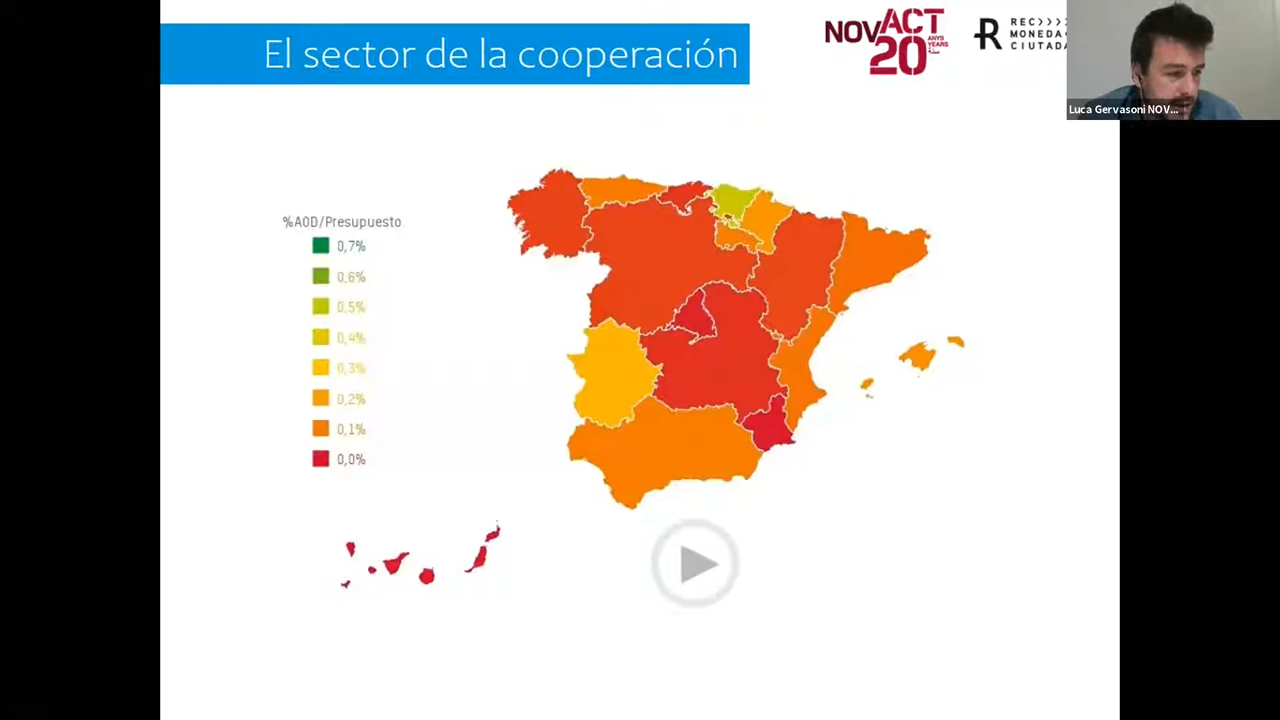 El sector de la cooperación
NOVACT
20
ANYS
YEARS
REC
MONEDA
CIUTADA
Luca Gervasoni NOV...
%AOD/Presupuesto
0,7%
0,6%
0,5%
0,4%
0,3%
0,2%
0,1%
0,0%